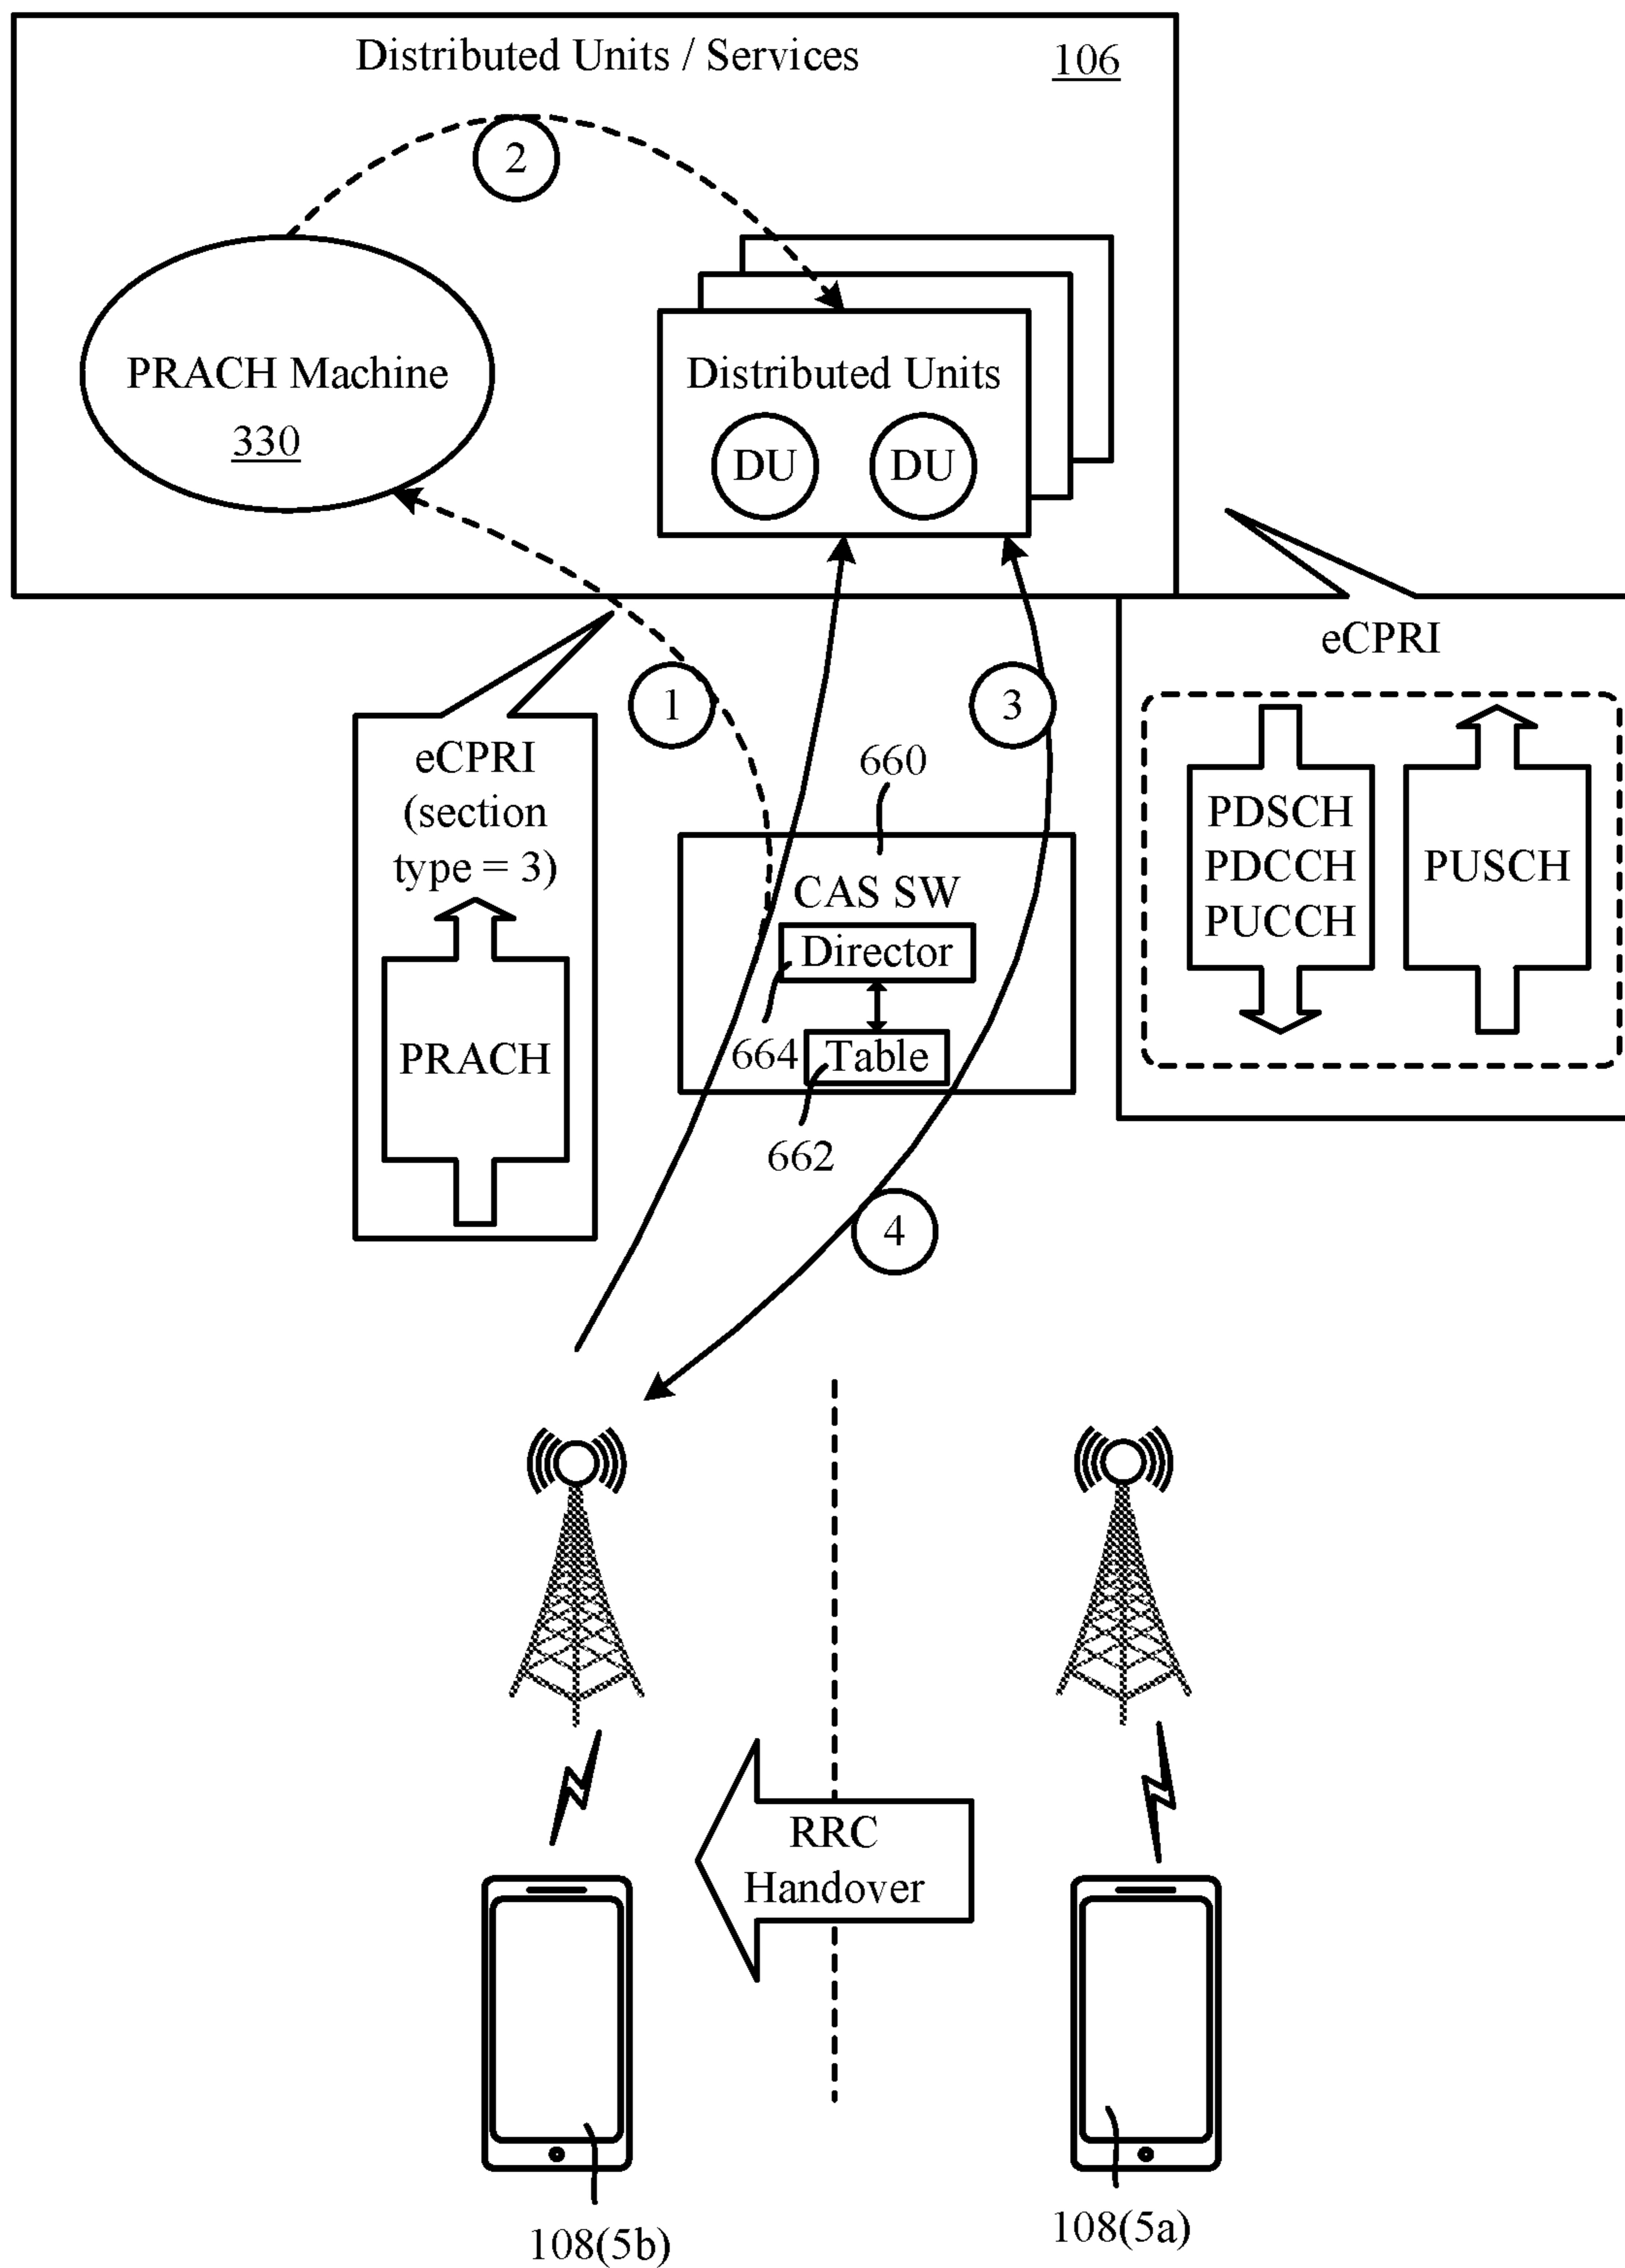 Distributed Units / Services
106
2
PRACH Machine
330
Distributed Units
DU
DU
1
3
eCPRI
(section
type = 3)
PRACH
660
CAS SW
Director
664
Table
662
eCPRI
PDSCH
PDCCH
PUCCH
PUSCH
4
RRC
Handover
108(5b)
108(5a)